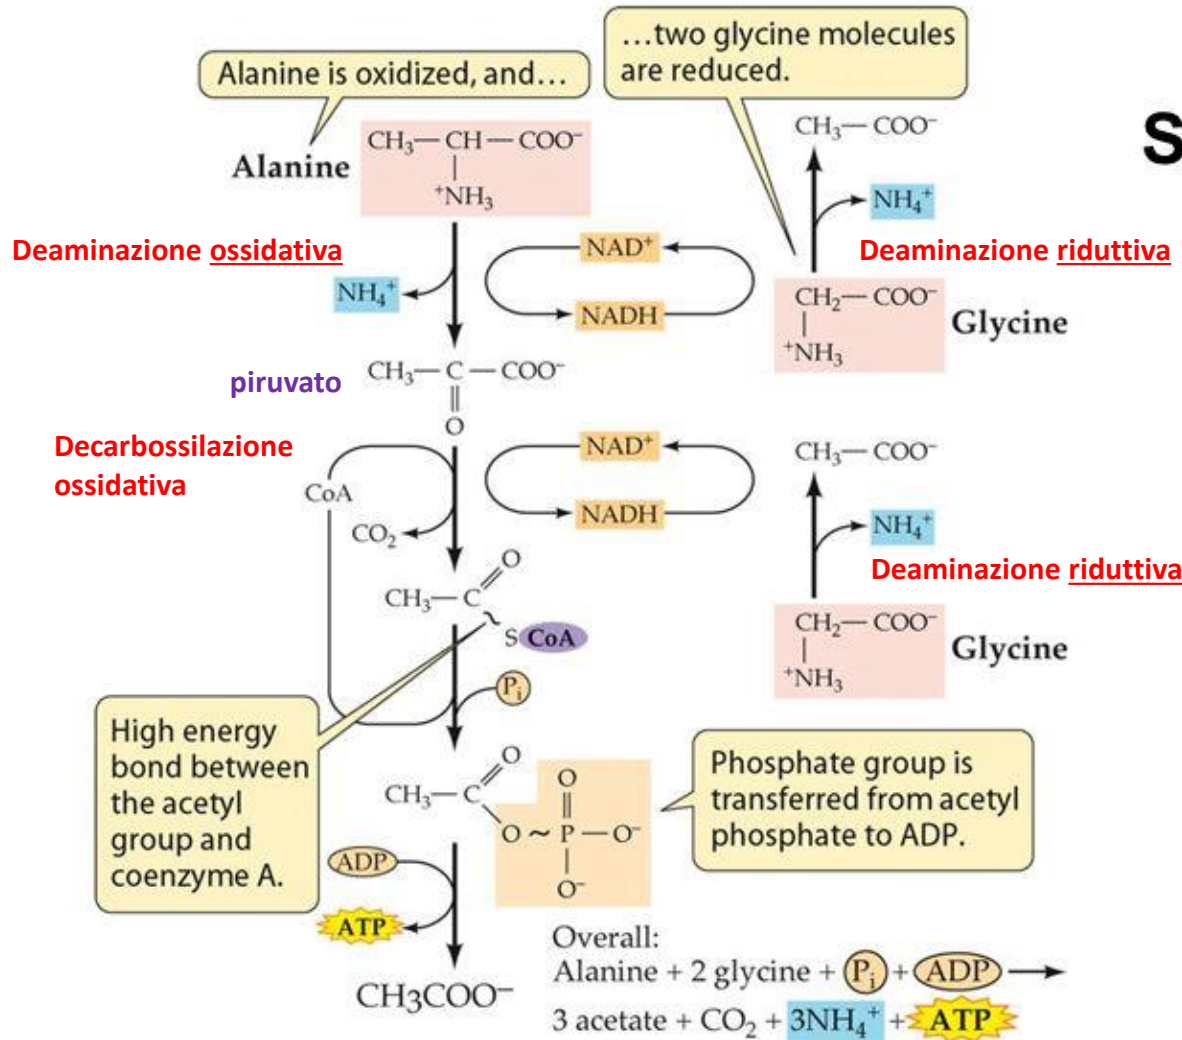 Alanine is oxidized, and…
…two glycine molecules
are reduced.
S
Alanine
CH₃— CH — COO⁻
⁺NH₃
CH₃— COO⁻
NH₄⁺
Deaminazione ossidativa
NH₄⁺
NAD⁺
NADH
Deaminazione riduttiva
CH₂— COO⁻
⁺NH₃
Glycine
piruvato
CH₃— C — COO⁻
O
Decarbossilazione
ossidativa
CoA
CO₂
NAD⁺
NADH
CH₃— COO⁻
NH₄⁺
Deaminazione riduttiva
CH₂— COO⁻
⁺NH₃
Glycine
O
CH₃— C
~
S CoA
Pᵢ
High energy
bond between
the acetyl
group and
coenzyme A.
O
CH₃— C
O
O ~ P — O⁻
O⁻
Phosphate group is
transferred from acetyl
phosphate to ADP.
ADP
ATP
CH3COO⁻
Overall:
Alanine + 2 glycine + Pᵢ + ADP →
3 acetate + CO₂ + 3NH₄⁺ + ATP